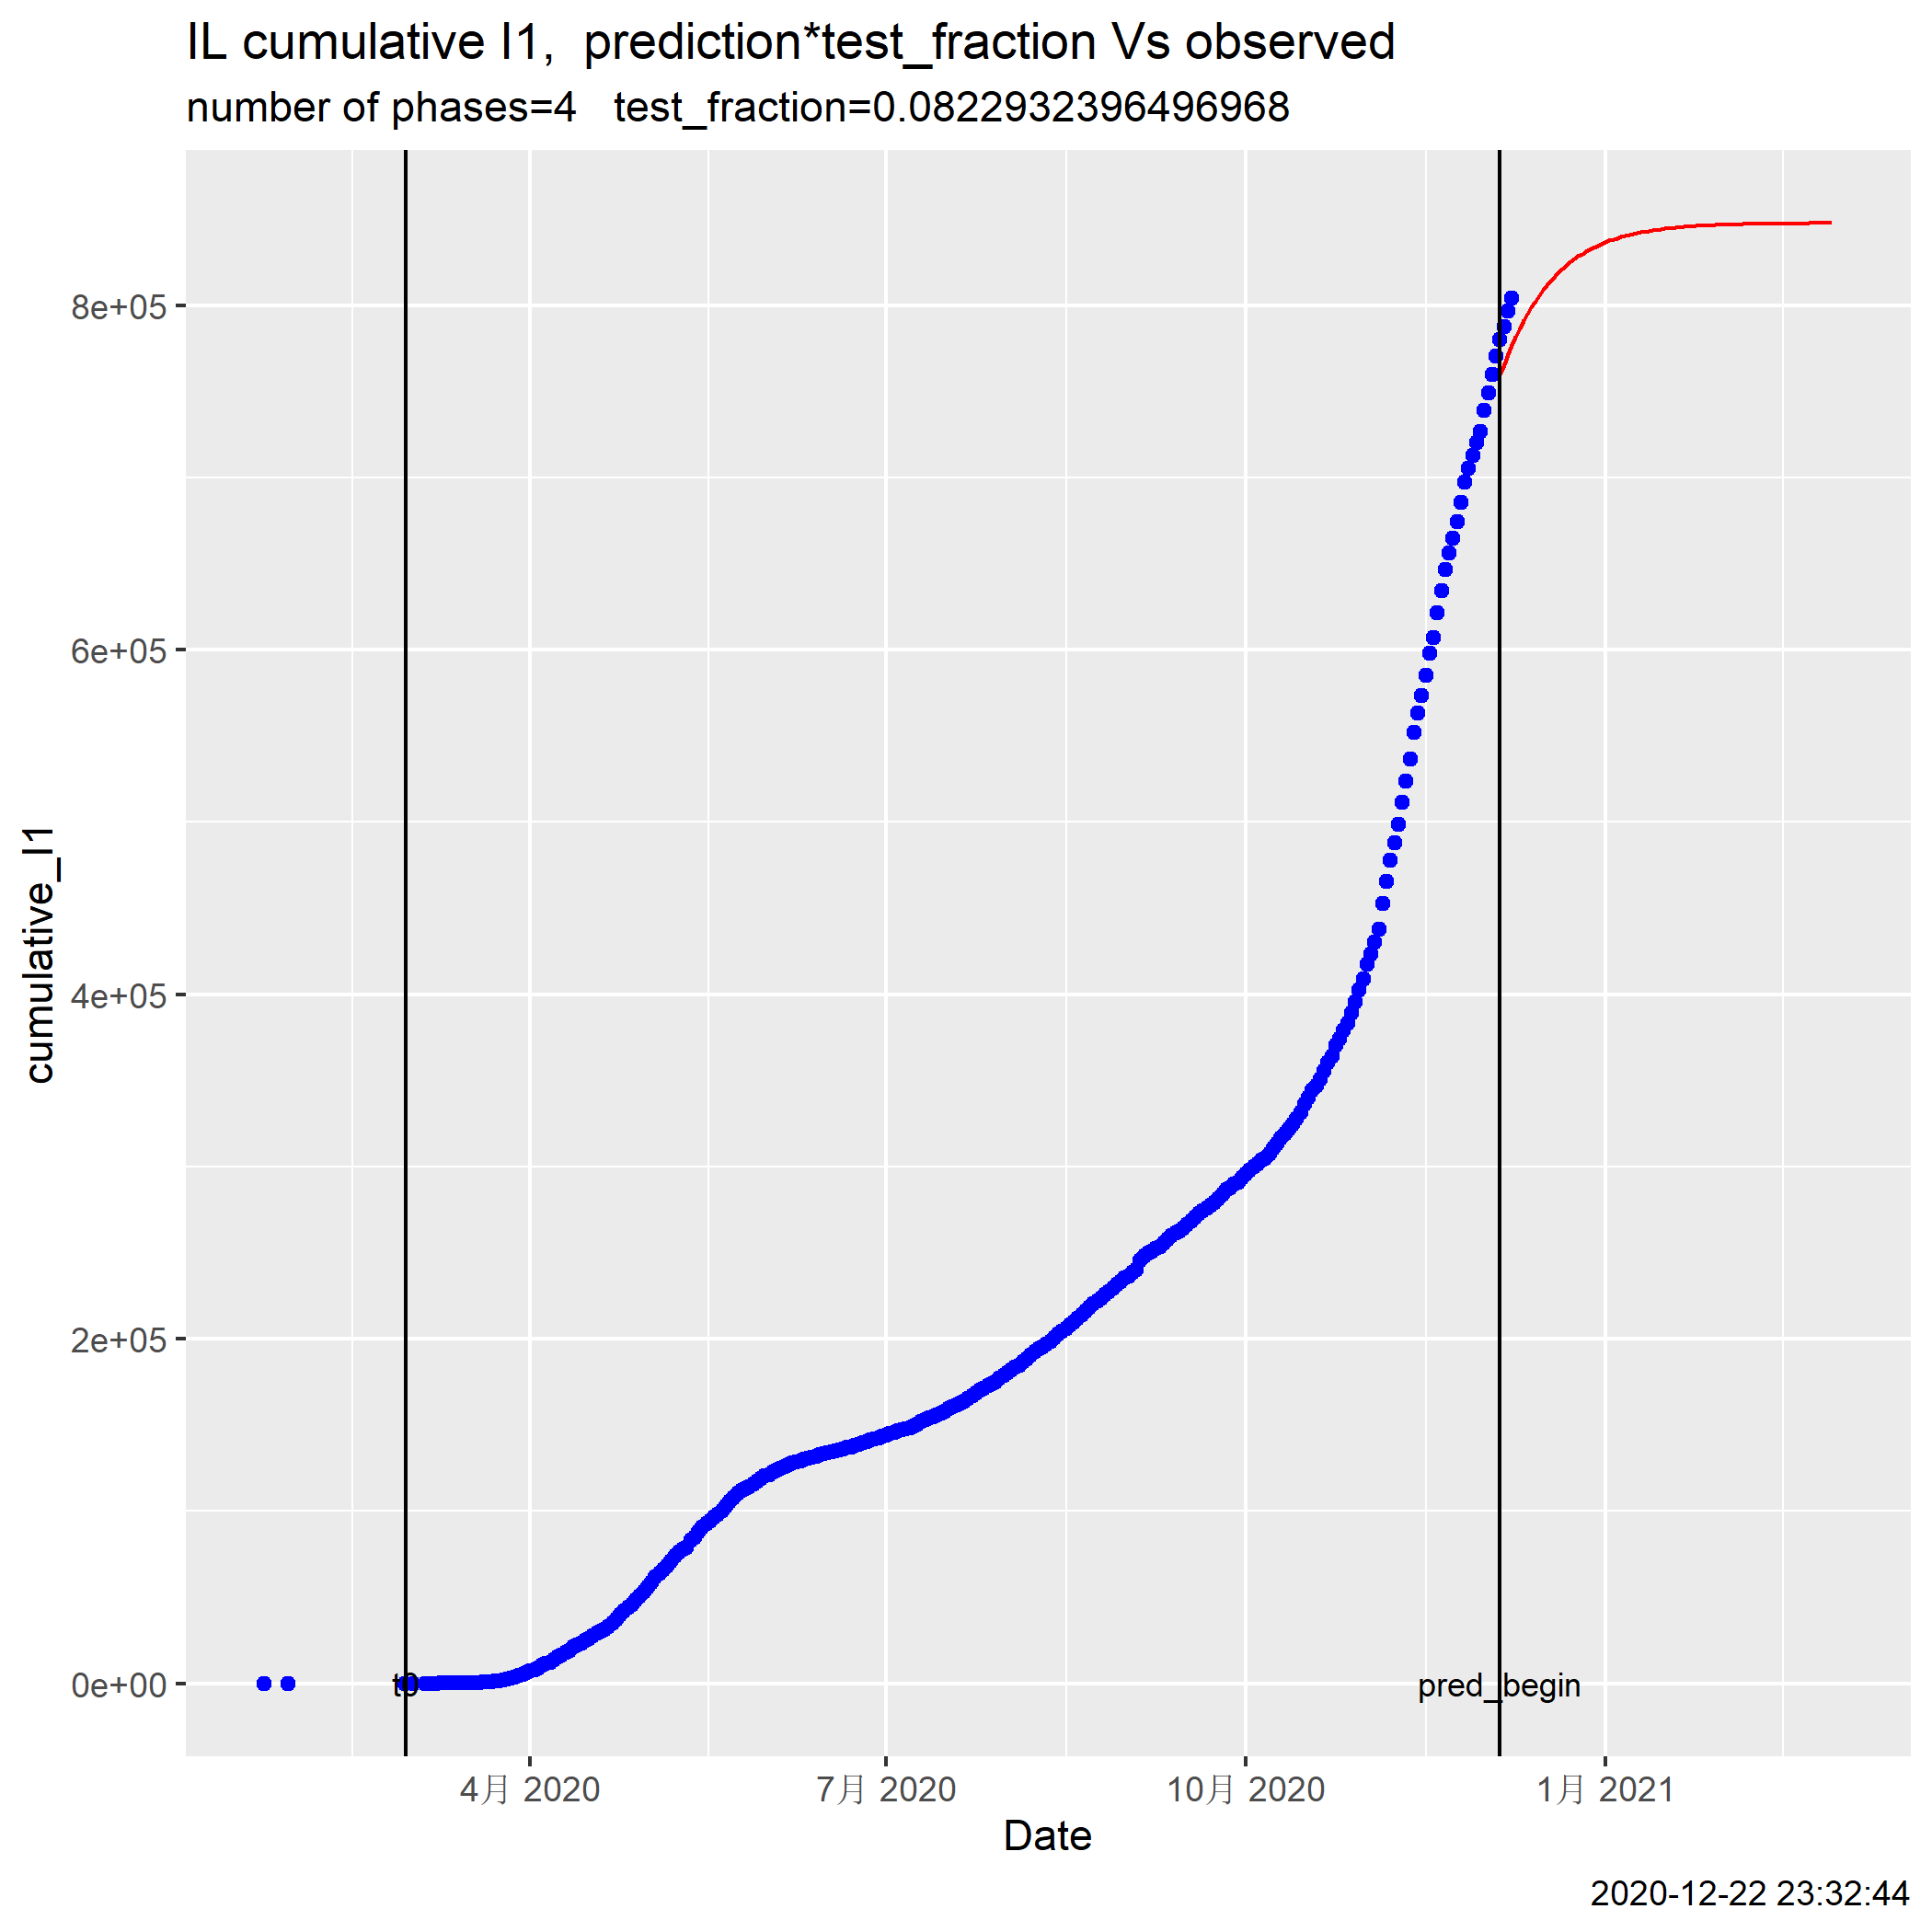 IL cumulative I1,  prediction*test_fraction Vs observed
number of phases=4   test_fraction=0.0822932396496968
cumulative_I1
8e+05
6e+05
4e+05
2e+05
0e+00
t0
pred_begin
4月 2020
7月 2020
10月 2020
1月 2021
Date
2020-12-22 23:32:44